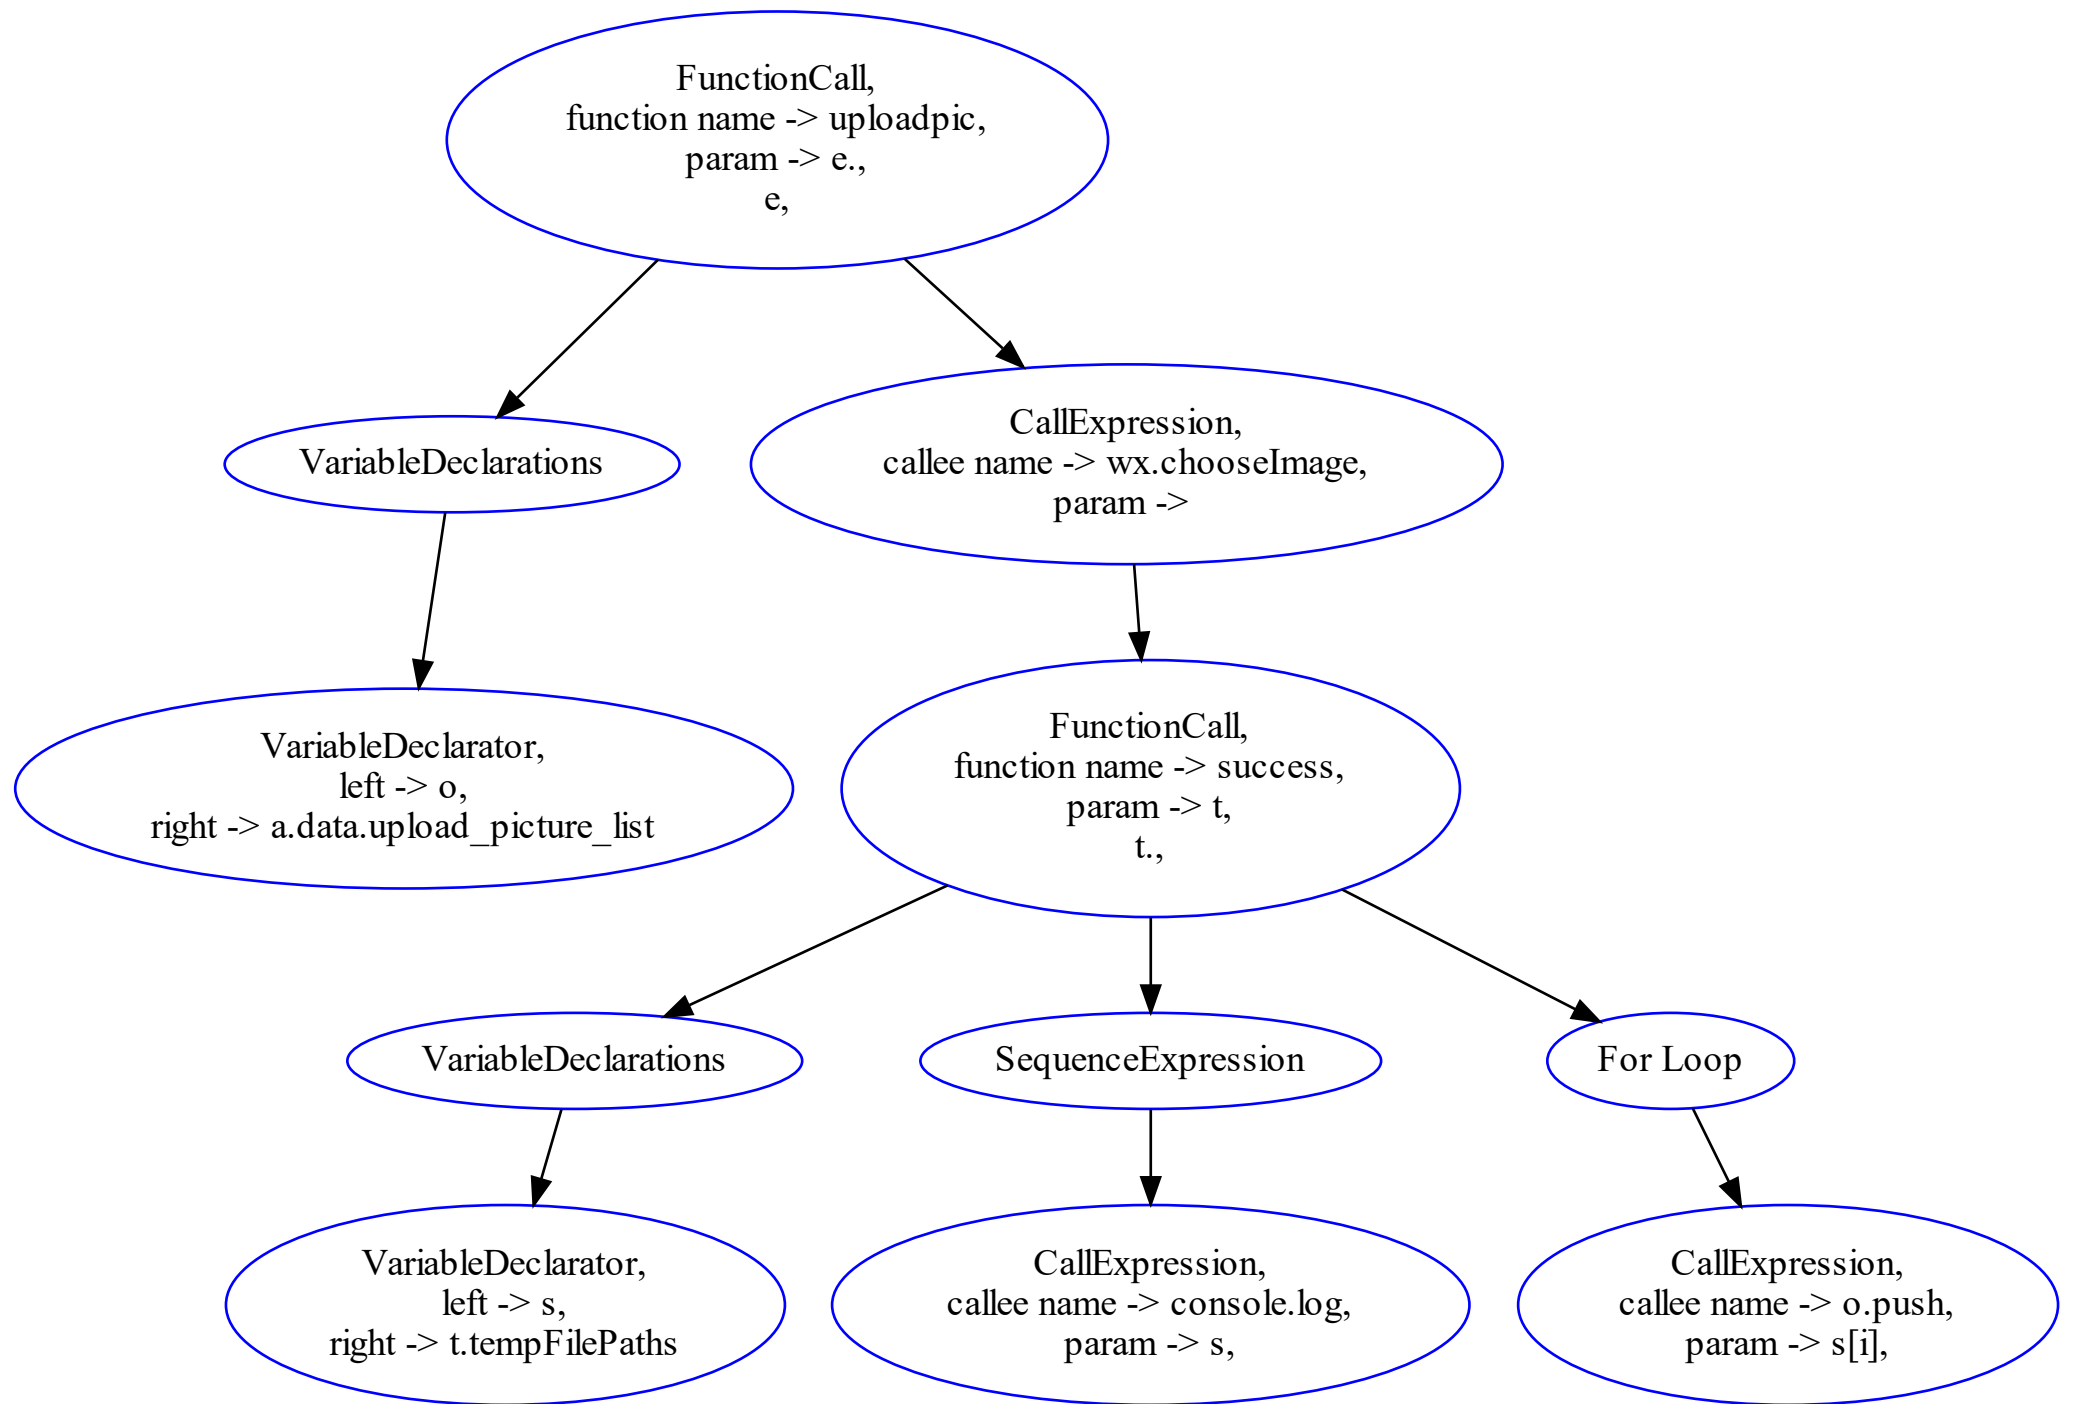 FunctionCall,
function name -> uploadpic,
param -> e.,
e,
VariableDeclarations
CallExpression,
callee name -> wx.chooseImage,
param ->
VariableDeclarator,
left -> o,
right -> a.data.upload_picture_list
FunctionCall,
function name -> success,
param -> t,
t.,
VariableDeclarations
SequenceExpression
For Loop
VariableDeclarator,
left -> s,
right -> t.tempFilePaths
CallExpression,
callee name -> console.log,
param -> s,
CallExpression,
callee name -> o.push,
param -> s[i],